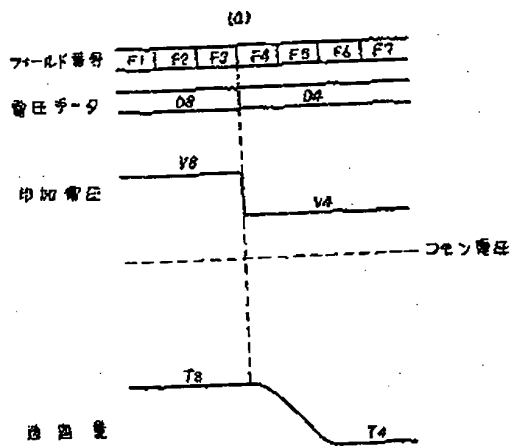 (a)
フィールド番号 F1 F2 F3 F4 F5 F6 F7
電圧データ D8 D4
V8
印加電圧 V4
コモン電圧
T8
透過量 T4